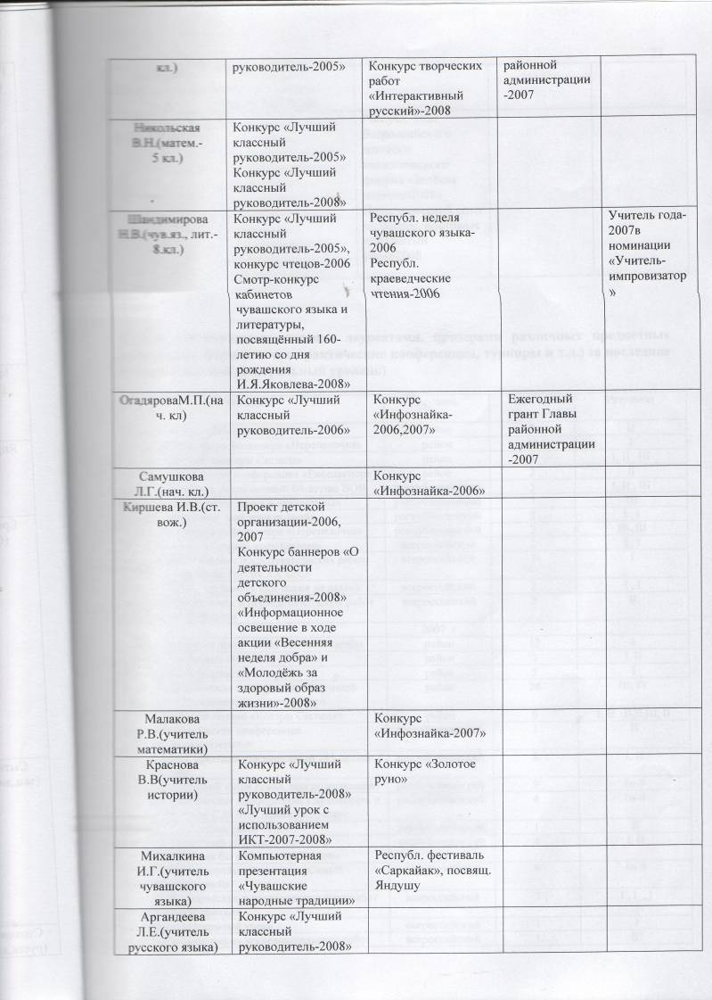 кл.)
руководитель-2005»
Конкурс творческих
работ
«Интерактивный
русский»-2008
районной
администрации
-2007
Никольская
В.Н.(матем.-
5 кл.)
Конкурс «Лучший
классный
руководитель-2005»
Конкурс «Лучший
классный
руководитель-2008»
Шандимирова
Н.В.(чув.яз., лит.-
8.кл.)
Конкурс «Лучший
классный
руководитель-2005»,
конкурс чтецов-2006
Смотр-конкурс
кабинетов
чувашского языка и
литературы,
посвящённый 160-
летию со дня
рождения
И.Я.Яковлева-2008»
Республ. неделя
чувашского языка-
2006
Республ.
краеведческие
чтения-2006
Учитель года-
2007в
номинации
«Учитель-
импровизатор
»
ОгадяроваМ.П.(на
ч. кл)
Конкурс «Лучший
классный
руководитель-2006»
Конкурс
«Инфознайка-
2006,2007»
Ежегодный
грант Главы
районной
администрации
-2007
Самушкова
Л.Г.(нач. кл.)
Конкурс
«Инфознайка-2006»
Киршева И.В.(ст.
вож.)
Проект детской
организации-2006,
2007
Конкурс баннеров «О
деятельности
детского
объединения-2008»
«Информационное
освещение в ходе
акции «Весенняя
неделя добра» и
«Молодёжь за
здоровый образ
жизни»-2008»
Малакова
Р.В.(учитель
математики)
Конкурс
«Инфознайка-2007»
Краснова
В.В(учитель
истории)
Конкурс «Лучший
классный
руководитель-2008»
«Лучший урок с
использованием
ИКТ-2007-2008»
Конкурс «Золотое
руно»
Михалкина
И.Г.(учитель
чувашского
языка)
Компьютерная
презентация
«Чувашские
народные традиции»
Республ. фестиваль
«Саркайак», посвящ.
Яндушу
Аргандеева
Л.Е.(учитель
русского языка)
Конкурс «Лучший
классный
руководитель-2008»